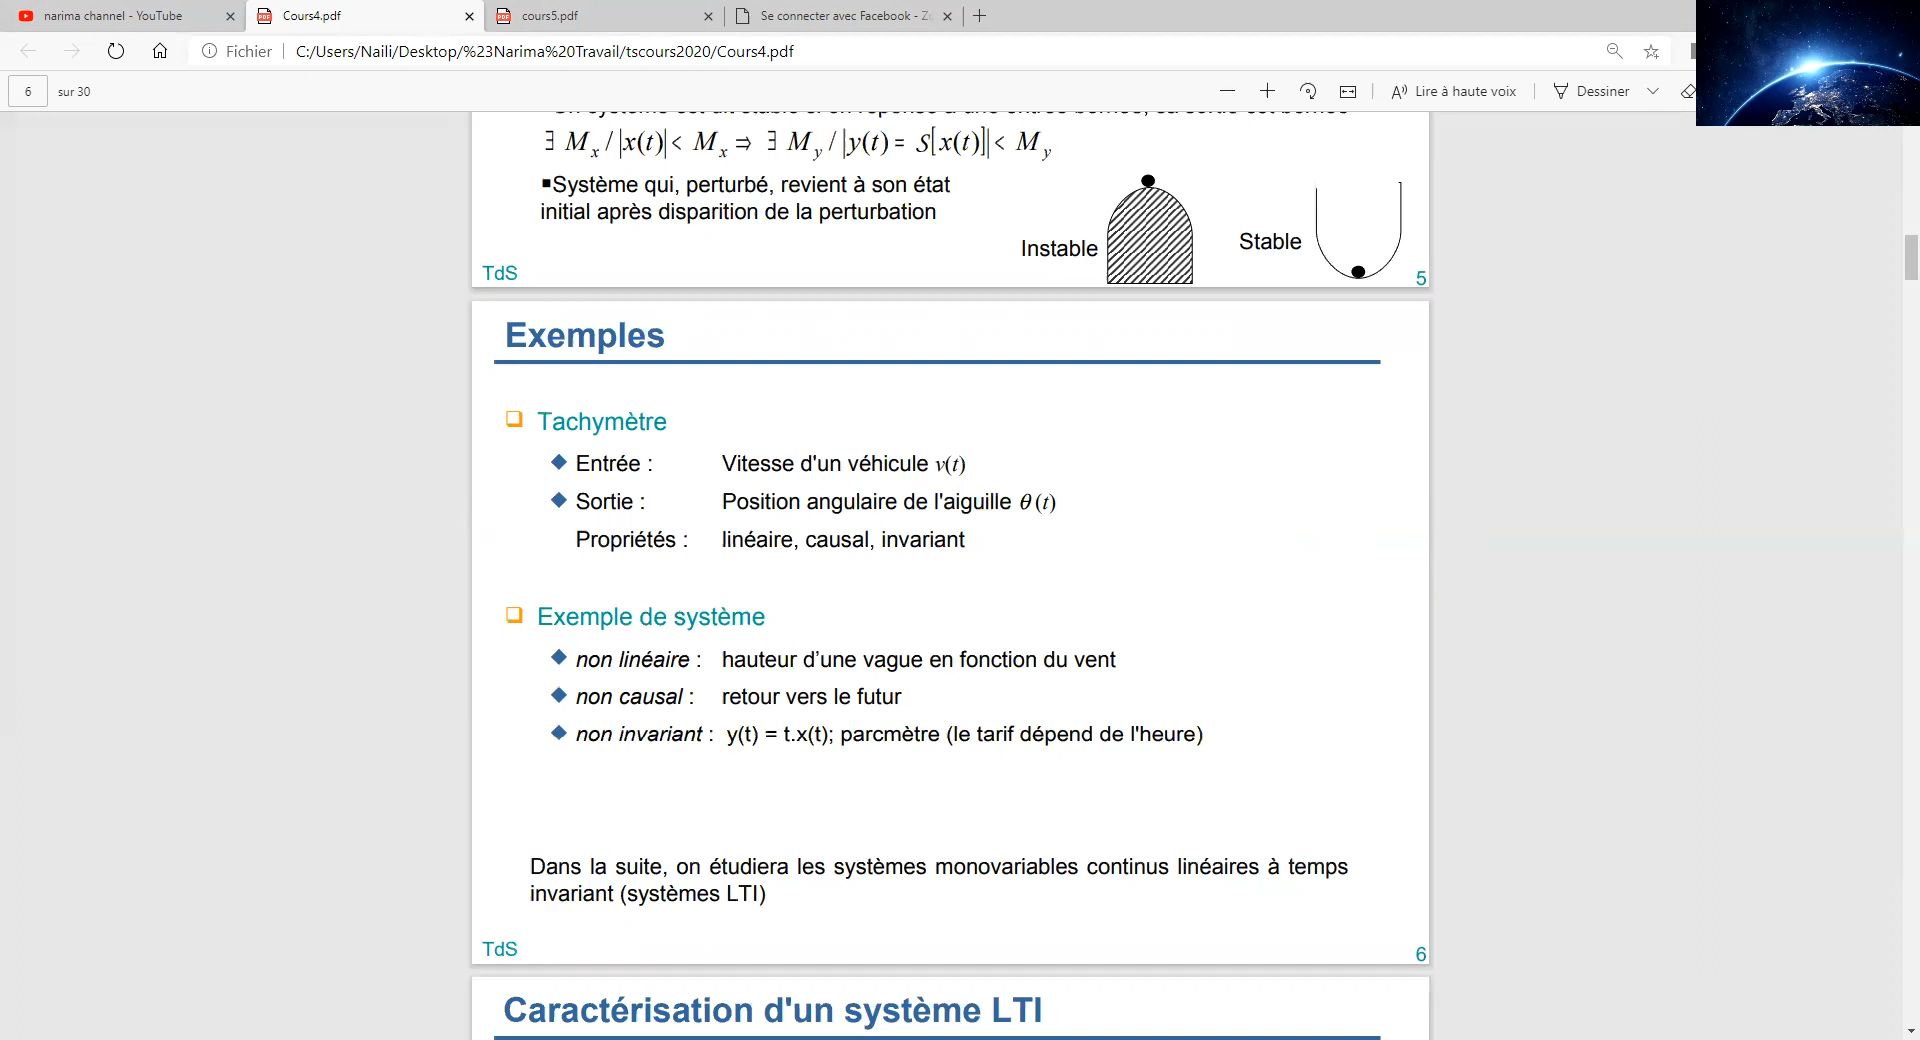 narima channel - YouTube
Cours4.pdf
cours5.pdf
Se connecter avec Facebook - Zo
Fichier
C:/Users/Naili/Desktop/%23Narima%20Travail/tscours2020/Cours4.pdf
6 sur 30
Lire à haute voix
Dessiner
∃ Mx / |x(t)| < Mx ⇒ ∃ My / |y(t) = S[x(t)]| < My
▪Système qui, perturbé, revient à son état
initial après disparition de la perturbation
Instable
Stable
TdS
5
Exemples
Tachymètre
Entrée : Vitesse d'un véhicule v(t)
Sortie : Position angulaire de l'aiguille θ (t)
Propriétés : linéaire, causal, invariant
Exemple de système
non linéaire : hauteur d’une vague en fonction du vent
non causal : retour vers le futur
non invariant : y(t) = t.x(t); parcmètre (le tarif dépend de l'heure)
Dans la suite, on étudiera les systèmes monovariables continus linéaires à temps
invariant (systèmes LTI)
TdS
6
Caractérisation d'un système LTI